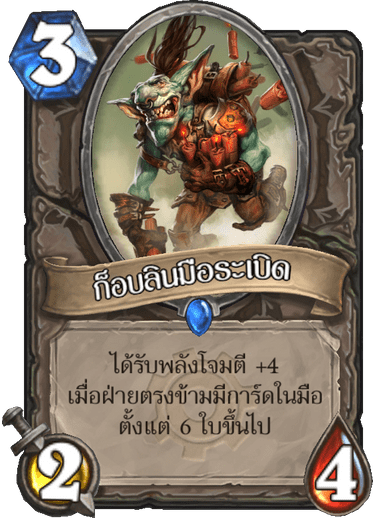 3
ก็อบลินมือระเบิด
ได้รับพลังโจมตี +4
เมื่อฝ่ายตรงข้ามมีการ์ดในมือ
ตั้งแต่ 6 ใบขึ้นไป
2
4